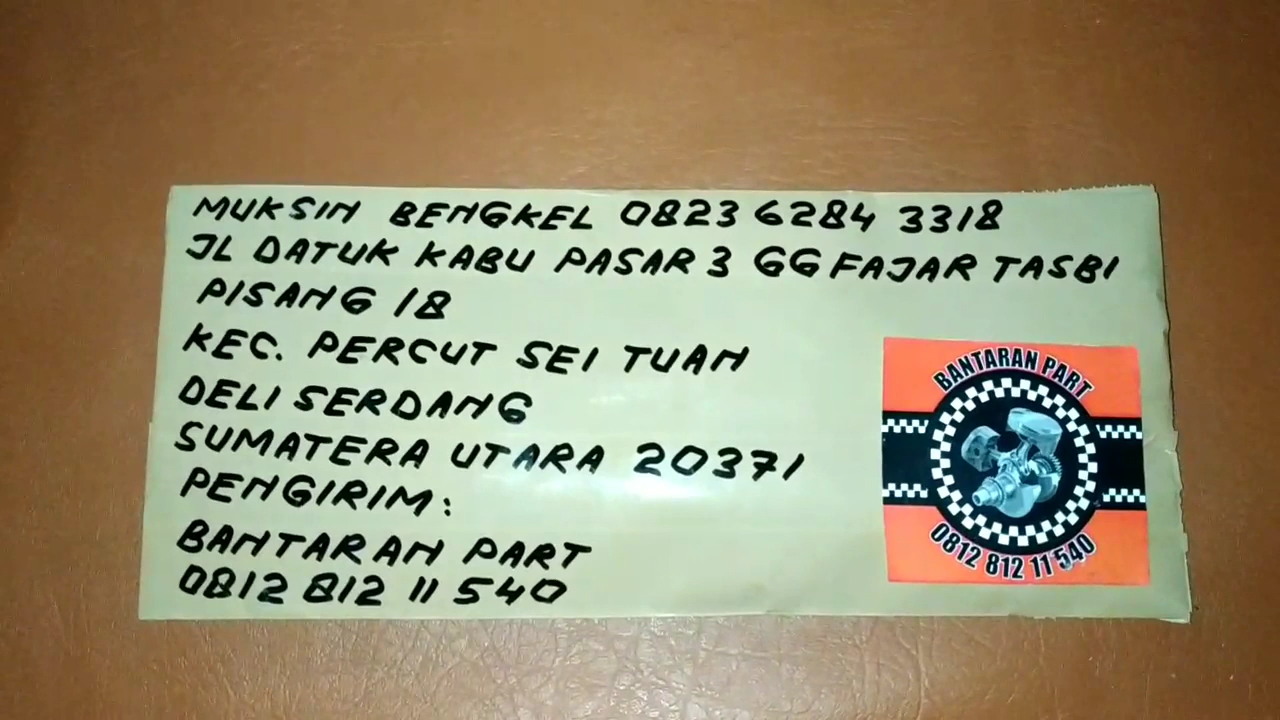 MUKSIN BENGKEL 0823 6284 3318
JL DATUK KABU PASAR 3 GG FAJAR TASBI
PISANG 18
KEC. PERCUT SEI TUAN
DELI SERDANG
SUMATERA UTARA 20371
PENGIRIM:
BANTARAN PART
0812 812 11 540
BANTARAN PART
0812 812 11 540